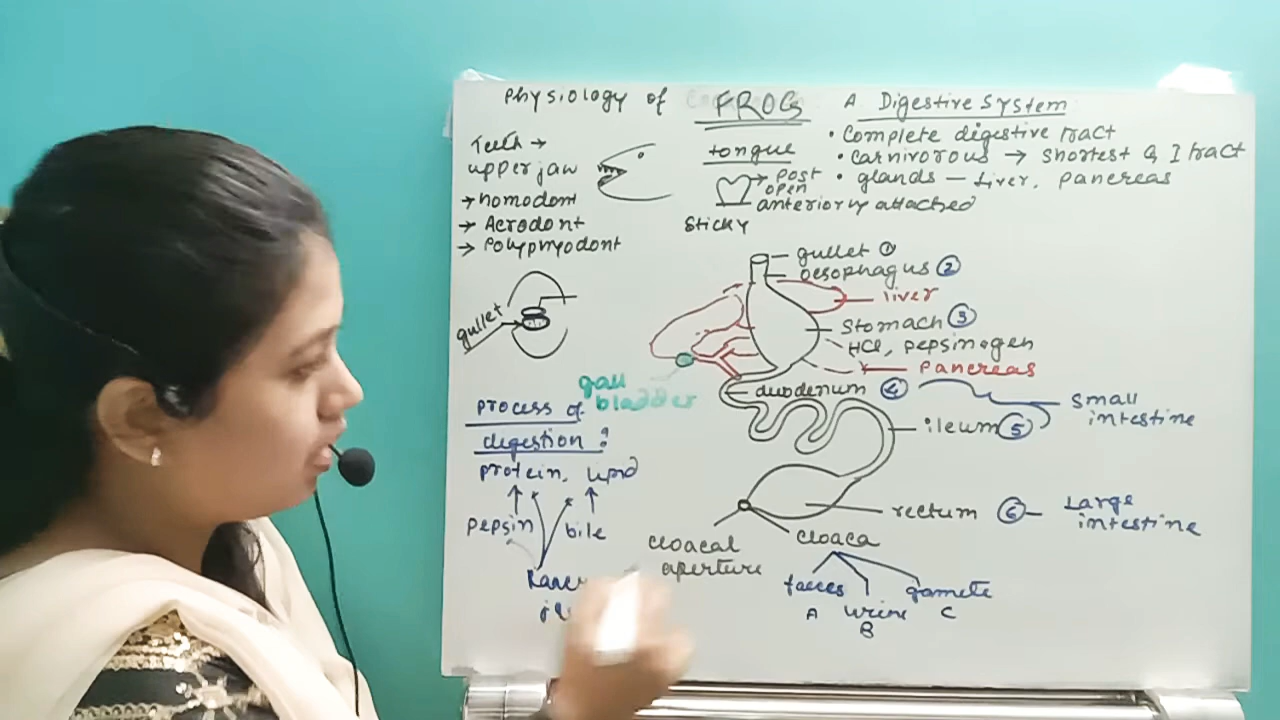 Physiology of FROG
A Digestive System
• Complete digestive tract
• carnivorous → shortest G I tract
• glands – Liver, Pancreas
Teeth →
upper jaw
→ Homodont
→ Acrodont
→ Polyphyodont
tongue
post
open
anteriorly attached
Sticky
gullet
gullet ①
oesophagus ②
liver
Stomach ③
HCl, pepsinogen
Pancreas
gall
bladder
duodenum ④
small
intestine
ileum ⑤
rectum ⑥
Large
intestine
cloaca
cloacal
aperture
faeces
A
urine
B
gamete
C
Process of
digestion :
protein, lipid
pepsin
bile